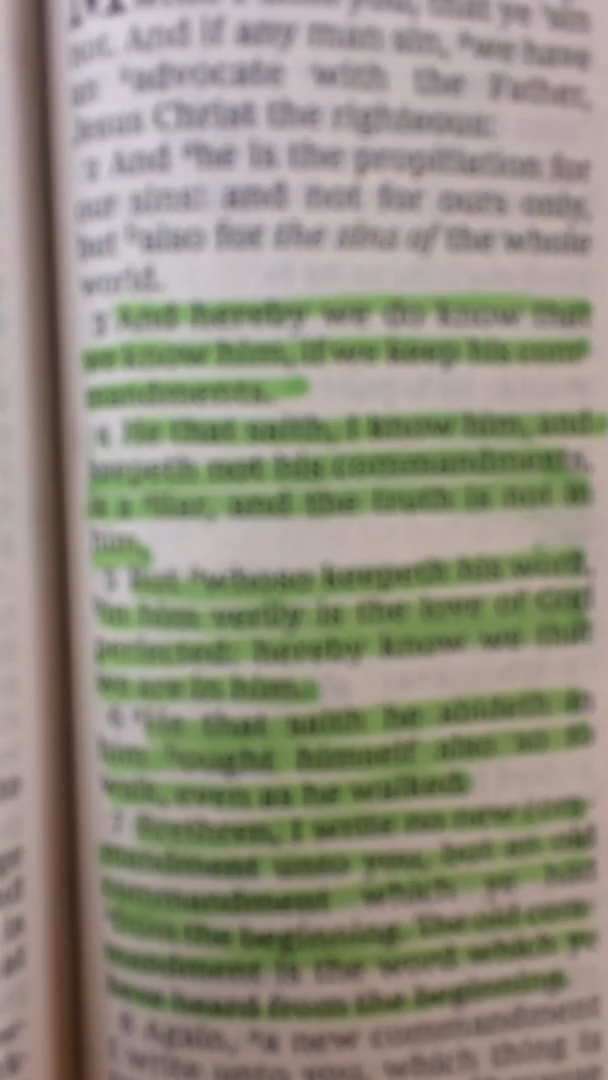 not. And if any man sin, we have
an advocate with the Father,
Jesus Christ the righteous:
2 And he is the propitiation for
our sins: and not for ours only,
but also for the sins of the whole
world.
3 And hereby we do know that
we know him, if we keep his com-
mandments.
4 He that saith, I know him, and
keepeth not his commandments,
is a liar, and the truth is not in
him.
5 But whoso keepeth his word,
in him verily is the love of God
perfected: hereby know we that
we are in him.
6 He that saith he abideth in
him ought himself also so to
walk, even as he walked.
7 Brethren, I write no new com-
mandment unto you, but an old
commandment which ye had
from the beginning. The old com-
mandment is the word which ye
have heard from the beginning.
8 Again, a new commandment
I write unto you, which thing is